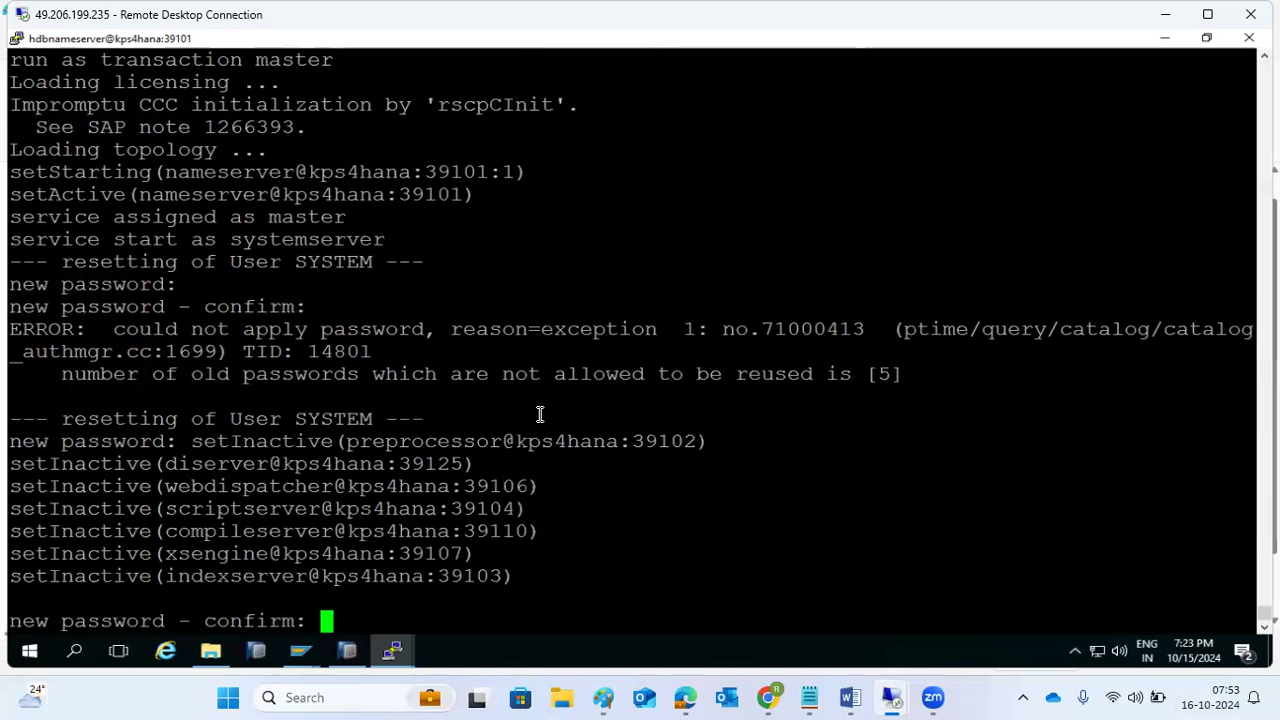 49.206.199.235 - Remote Desktop Connection
hdbnameserver@kps4hana:39101
run as transaction master
Loading licensing ...
Impromptu CCC initialization by 'rscpCInit'.
See SAP note 1266393.
Loading topology ...
setStarting(nameserver@kps4hana:39101:1)
setActive(nameserver@kps4hana:39101)
service assigned as master
service start as systemserver
--- resetting of User SYSTEM ---
new password:
new password - confirm:
ERROR:  could not apply password, reason=exception  1: no.71000413  (ptime/query/catalog/catalog
_authmgr.cc:1699) TID: 14801
number of old passwords which are not allowed to be reused is [5]
--- resetting of User SYSTEM ---
new password: setInactive(preprocessor@kps4hana:39102)
setInactive(diserver@kps4hana:39125)
setInactive(webdispatcher@kps4hana:39106)
setInactive(scriptserver@kps4hana:39104)
setInactive(compileserver@kps4hana:39110)
setInactive(xsengine@kps4hana:39107)
setInactive(indexserver@kps4hana:39103)
new password - confirm:
ENG
IN
7:23 PM
10/15/2024
2
24°
Search
zm
07:53
16-10-2024